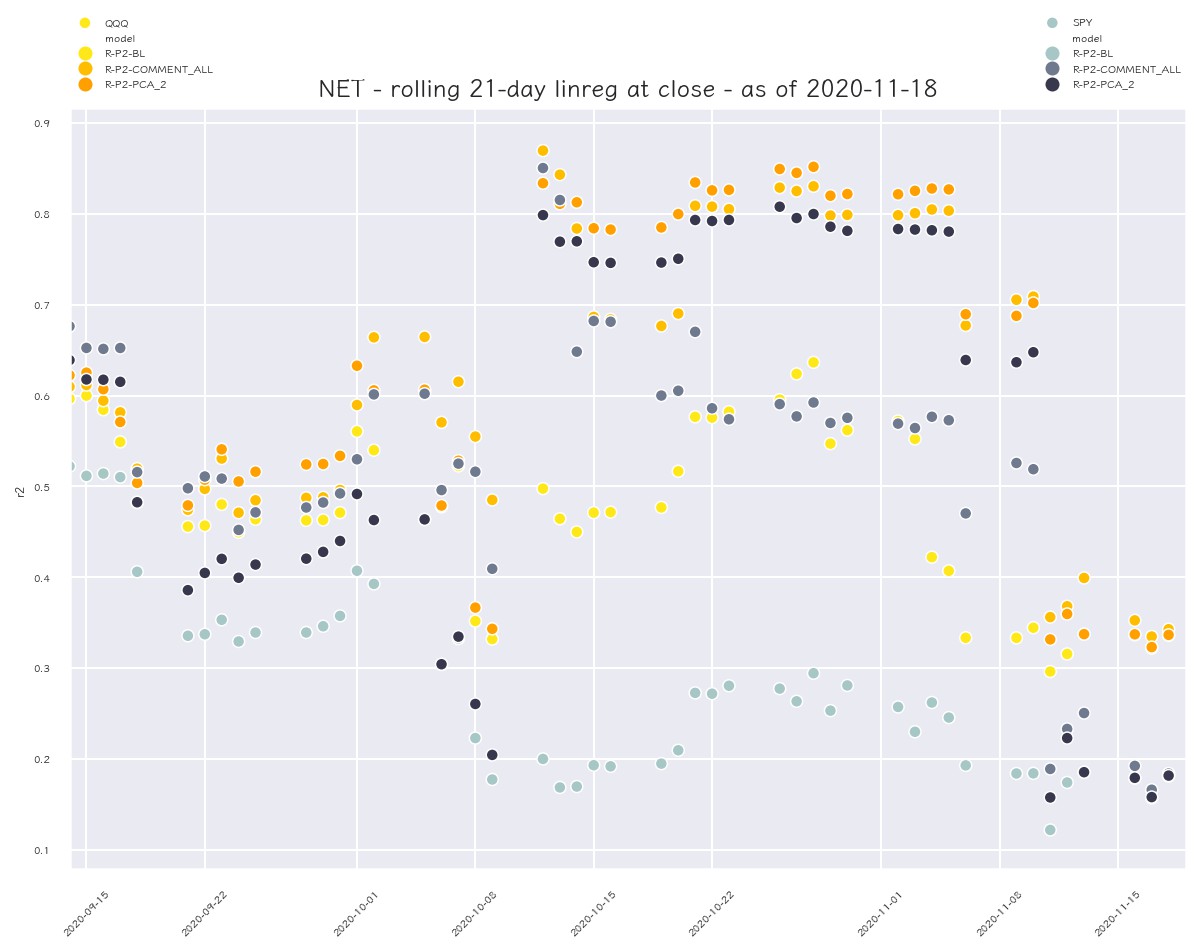 QQQ
model
R-P2-BL
R-P2-COMMENT_ALL
R-P2-PCA_2
SPY
model
R-P2-BL
R-P2-COMMENT_ALL
R-P2-PCA_2
NET - rolling 21-day linreg at close - as of 2020-11-18
0.9
0.8
0.7
0.6
0.5
0.4
0.3
0.2
0.1
r2
2020-09-15
2020-09-22
2020-10-01
2020-10-08
2020-10-15
2020-10-22
2020-11-01
2020-11-08
2020-11-15